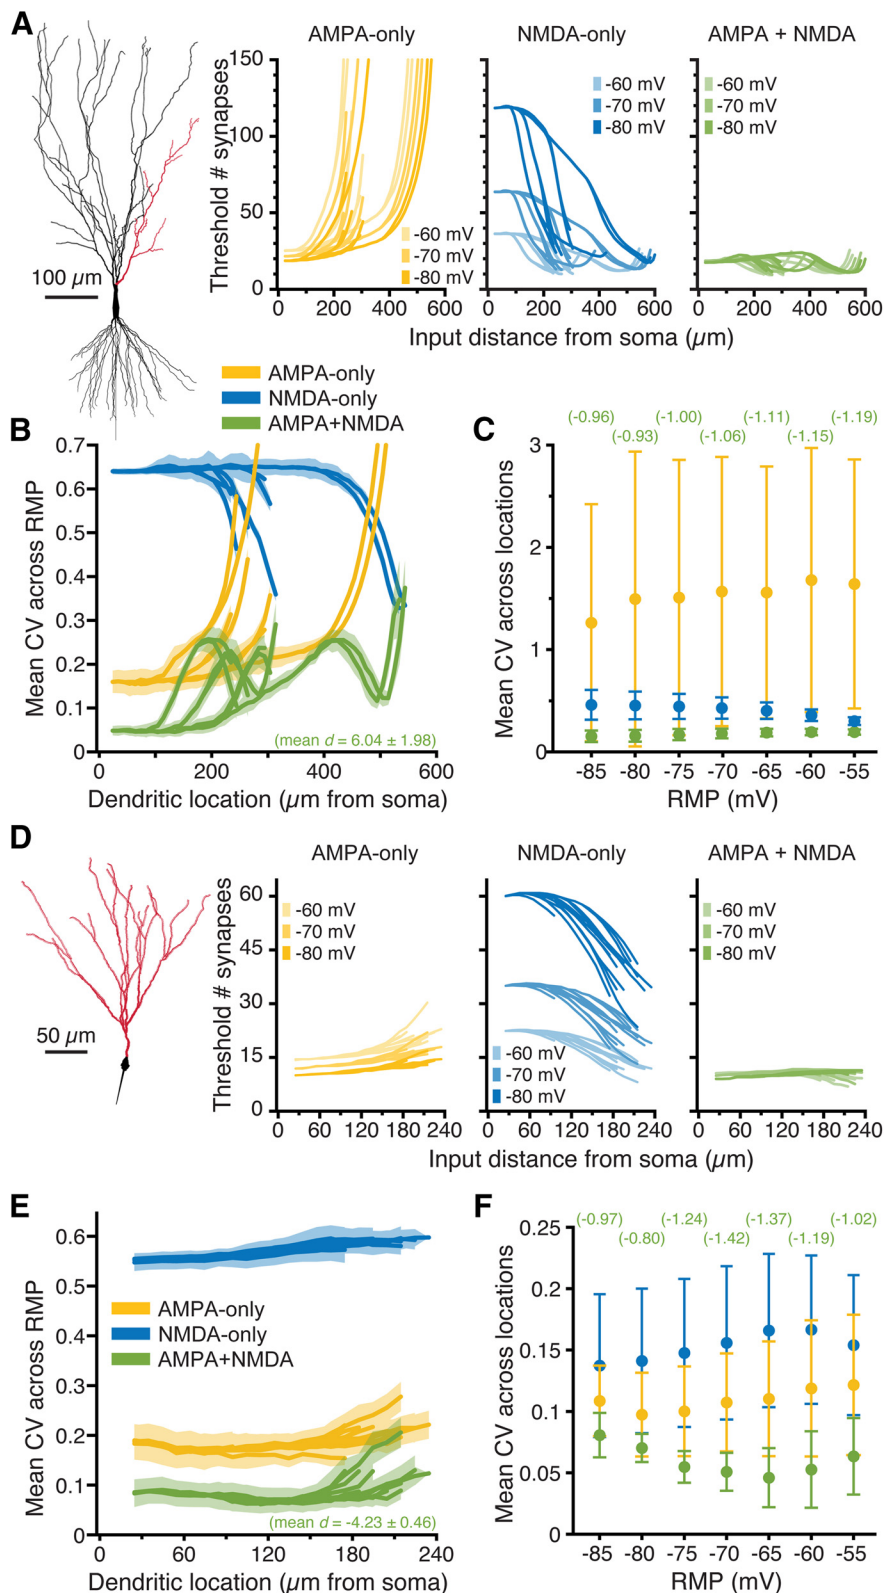 A
AMPA-only
NMDA-only
AMPA + NMDA
100 µm
Threshold # synapses
150
100
50
0
-60 mV
-70 mV
-80 mV
-60 mV
-70 mV
-80 mV
-60 mV
-70 mV
-80 mV
0 200 400 600
0 200 400 600
0 200 400 600
Input distance from soma (µm)
AMPA-only
NMDA-only
AMPA+NMDA
B
Mean CV across RMP
0.7
0.6
0.5
0.4
0.3
0.2
0.1
0
(mean d = 6.04 ± 1.98)
0 200 400 600
Dendritic location (µm from soma)
C
(-0.96) (-1.00) (-1.11) (-1.19)
(-0.93) (-1.06) (-1.15)
Mean CV across locations
3
2
1
0
-85 -80 -75 -70 -65 -60 -55
RMP (mV)
D
AMPA-only
NMDA-only
AMPA + NMDA
50 µm
Threshold # synapses
60
45
30
15
0
-60 mV
-70 mV
-80 mV
-60 mV
-70 mV
-80 mV
-60 mV
-70 mV
-80 mV
0 60 120 180 240
0 60 120 180 240
0 60 120 180 240
Input distance from soma (µm)
E
Mean CV across RMP
0.6
0.5
0.4
0.3
0.2
0.1
0
AMPA-only
NMDA-only
AMPA+NMDA
(mean d = -4.23 ± 0.46)
0 60 120 180 240
Dendritic location (µm from soma)
F
(-0.97) (-1.24) (-1.37) (-1.02)
(-0.80) (-1.42) (-1.19)
Mean CV across locations
0.25
0.2
0.15
0.1
0.05
0
-85 -80 -75 -70 -65 -60 -55
RMP (mV)